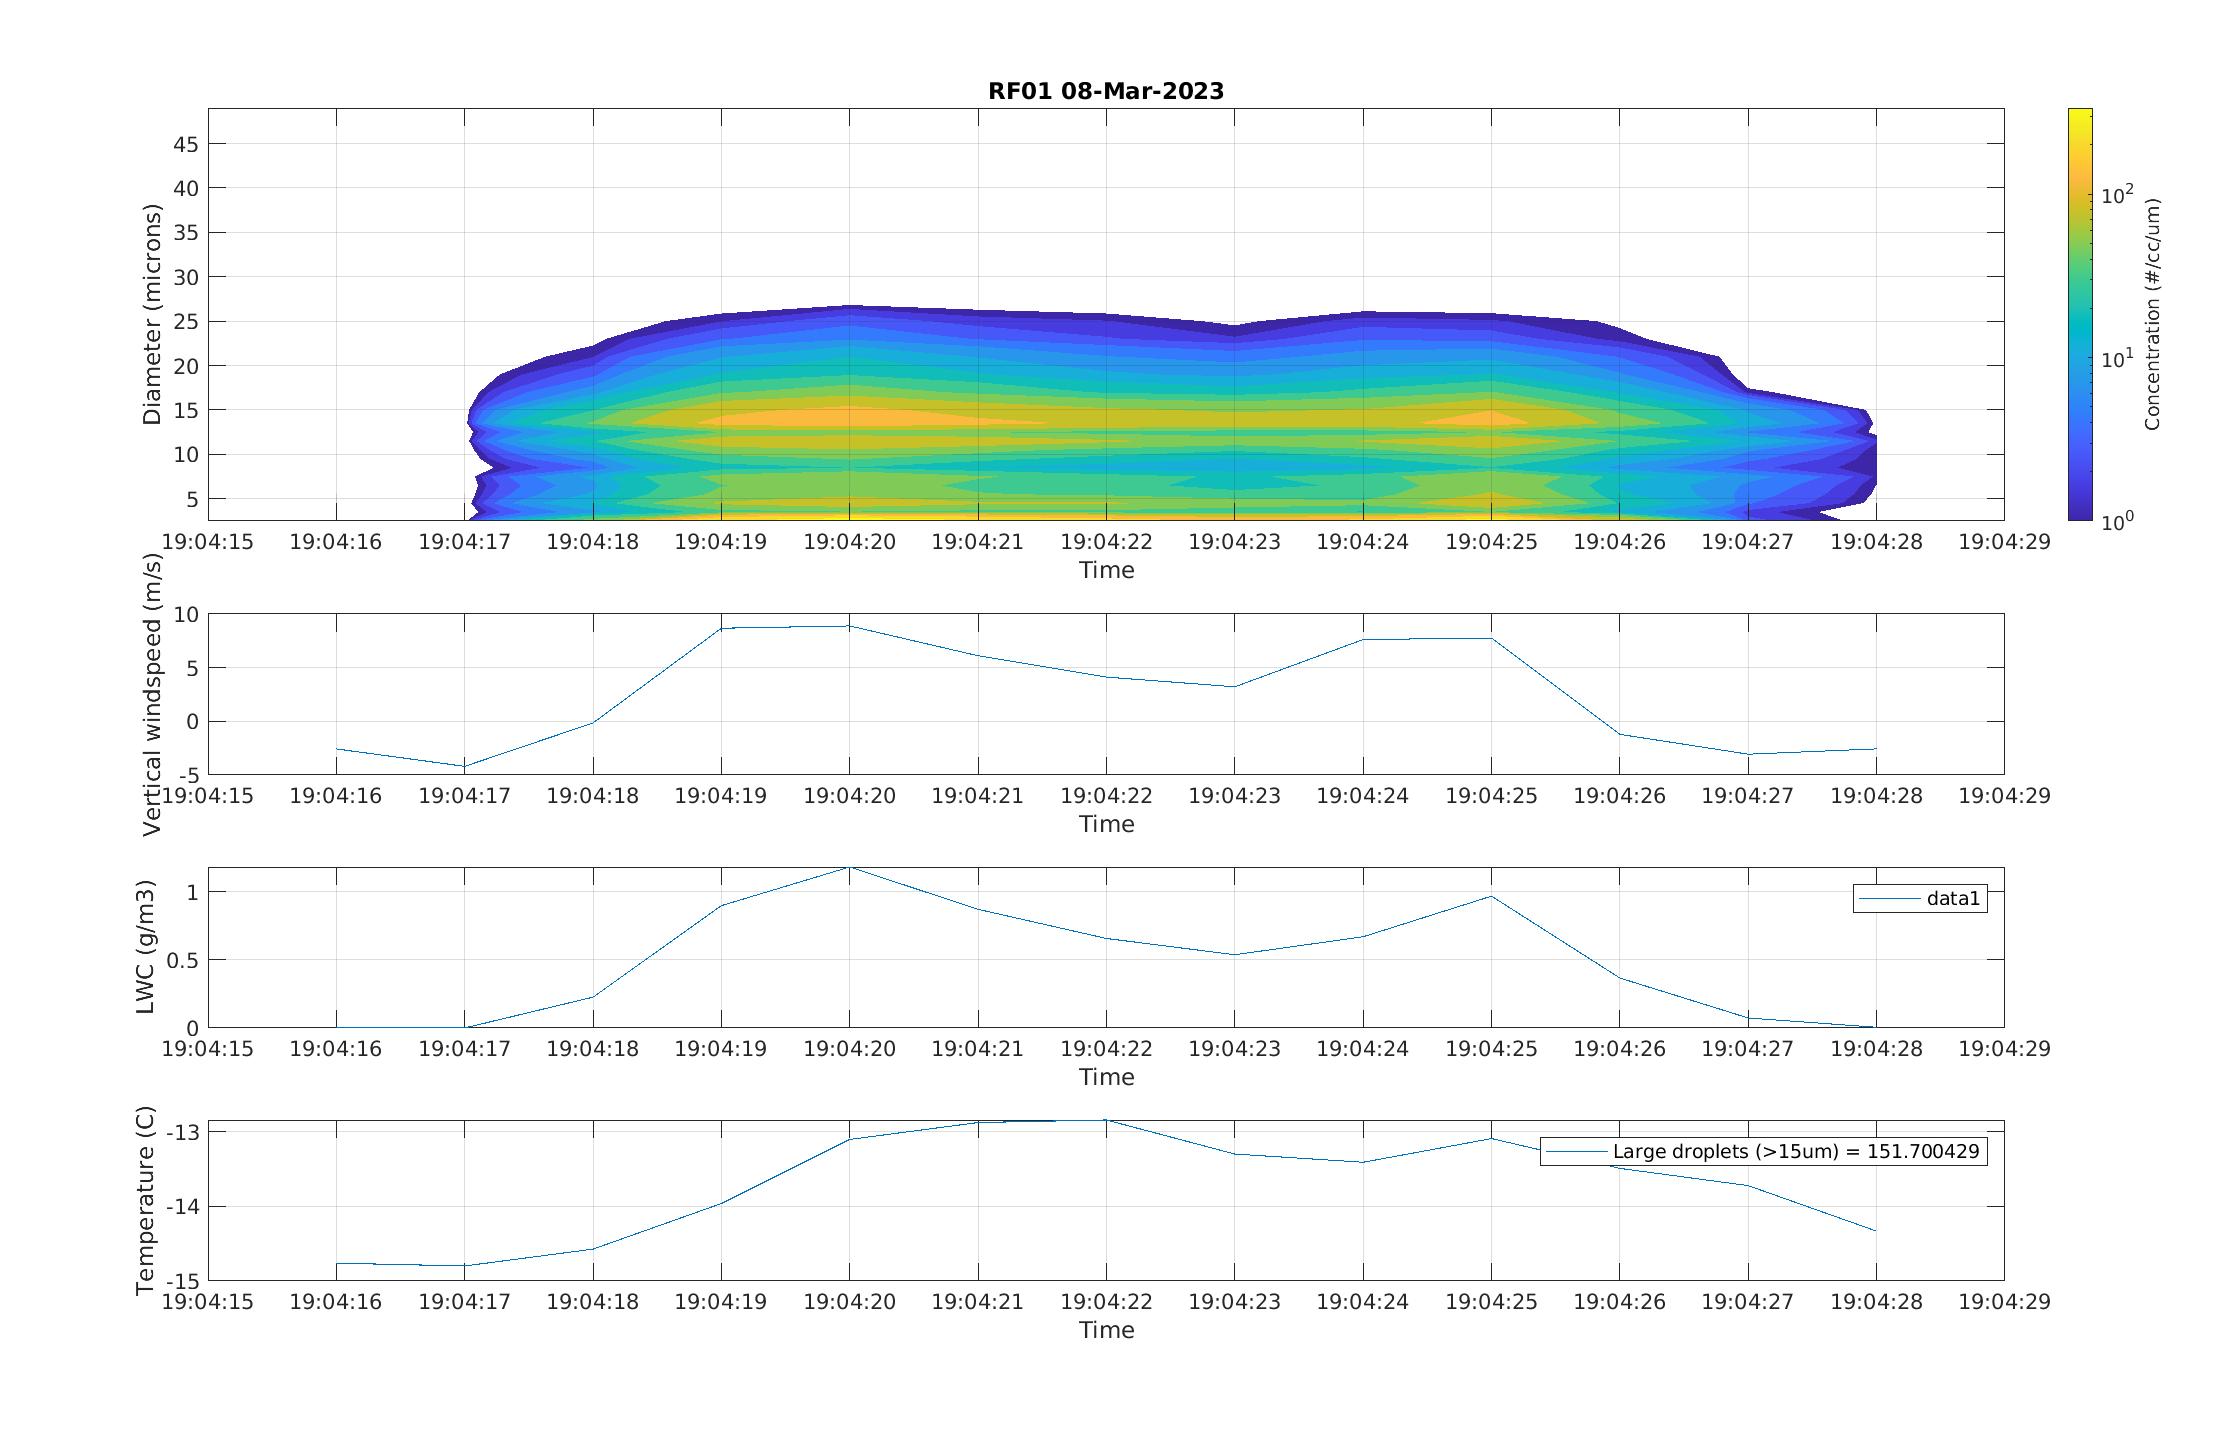 RF01 08-Mar-2023
Diameter (microns)
45
40
35
30
25
20
15
10
5
19:04:15 19:04:16 19:04:17 19:04:18 19:04:19 19:04:20 19:04:21 19:04:22 19:04:23 19:04:24 19:04:25 19:04:26 19:04:27 19:04:28 19:04:29
Time
10^2
10^1
10^0
Concentration (#/cc/um)
Vertical windspeed (m/s)
10
5
0
-5
19:04:15 19:04:16 19:04:17 19:04:18 19:04:19 19:04:20 19:04:21 19:04:22 19:04:23 19:04:24 19:04:25 19:04:26 19:04:27 19:04:28 19:04:29
Time
LWC (g/m3)
1
0.5
0
data1
19:04:15 19:04:16 19:04:17 19:04:18 19:04:19 19:04:20 19:04:21 19:04:22 19:04:23 19:04:24 19:04:25 19:04:26 19:04:27 19:04:28 19:04:29
Time
Temperature (C)
-13
-14
-15
Large droplets (>15um) = 151.700429
19:04:15 19:04:16 19:04:17 19:04:18 19:04:19 19:04:20 19:04:21 19:04:22 19:04:23 19:04:24 19:04:25 19:04:26 19:04:27 19:04:28 19:04:29
Time